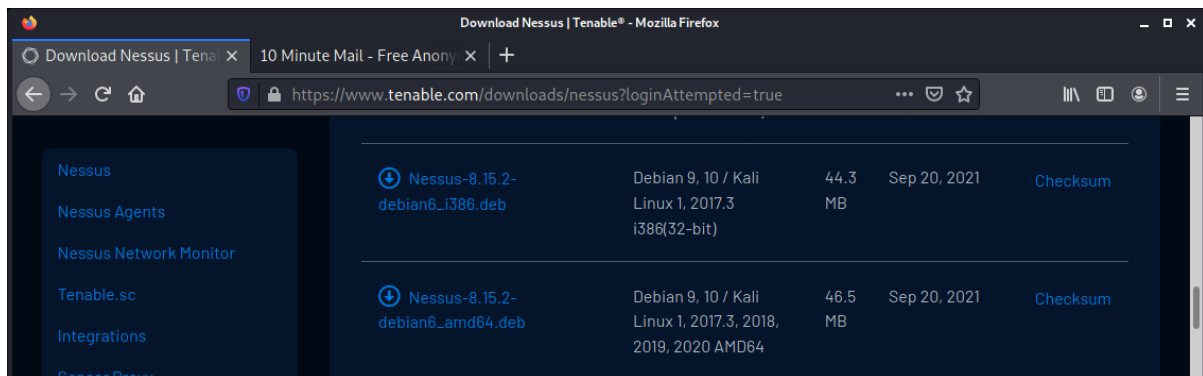 Download Nessus | Tenable® - Mozilla Firefox
Download Nessus | Tena
10 Minute Mail - Free Anony
https://www.tenable.com/downloads/nessus?loginAttempted=true
Nessus
Nessus Agents
Nessus Network Monitor
Tenable.sc
Integrations
Nessus-8.15.2-
debian6_i386.deb
Debian 9, 10 / Kali
Linux 1, 2017.3
i386(32-bit)
44.3
MB
Sep 20, 2021
Checksum
Nessus-8.15.2-
debian6_amd64.deb
Debian 9, 10 / Kali
Linux 1, 2017.3, 2018,
2019, 2020 AMD64
46.5
MB
Sep 20, 2021
Checksum